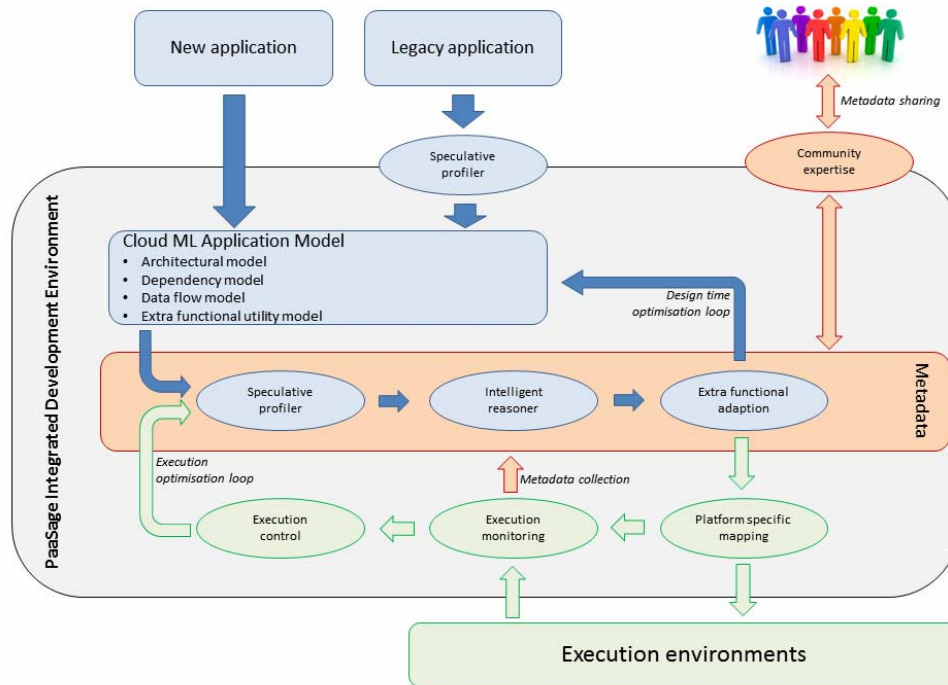 New application
Legacy application
Metadata sharing
Speculative
profiler
Community
expertise
PaaSage Integrated Development Environment
Cloud ML Application Model
• Architectural model
• Dependency model
• Data flow model
• Extra functional utility model
Design time
optimisation loop
Metadata
Speculative
profiler
Intelligent
reasoner
Extra functional
adaption
Execution
optimisation loop
Metadata collection
Execution
control
Execution
monitoring
Platform specific
mapping
Execution environments